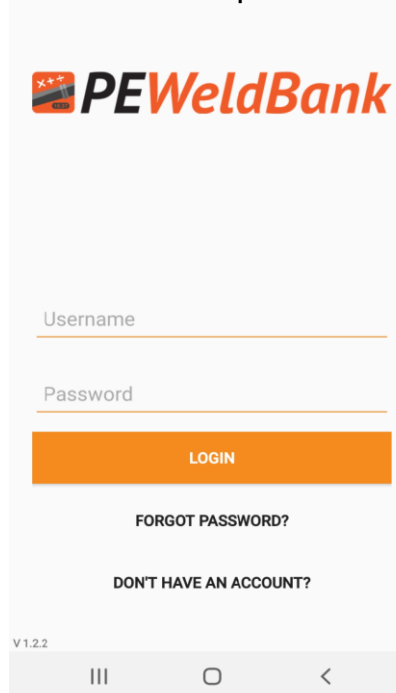 PEWeldBank
Username
Password
LOGIN
FORGOT PASSWORD?
DON'T HAVE AN ACCOUNT?
V 1.2.2